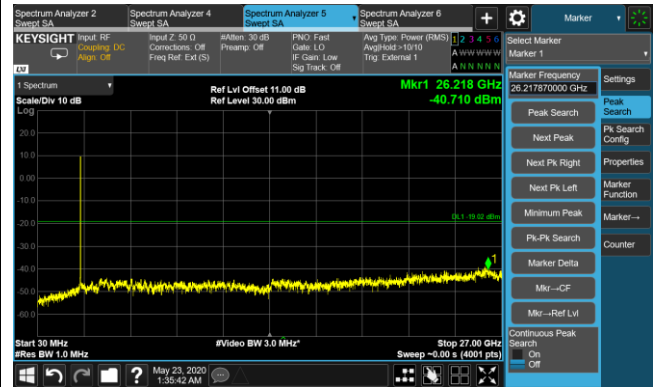 Spectrum Analyzer 2
Swept SA
Spectrum Analyzer 4
Swept SA
Spectrum Analyzer 5
Swept SA
Spectrum Analyzer 6
Swept SA
+
Marker
KEYSIGHT
LXI
Input: RF
Coupling: DC
Align: Off
Input Z: 50 Ω
Corrections: Off
Freq Ref: Ext (S)
#Atten: 30 dB
Preamp: Off
PNO: Fast
Gate: LO
IF Gain: Low
Sig Track: Off
Avg Type: Power (RMS)
Avg|Hold:>10/10
Trig: External 1
1 2 3 4 5 6
A W W W W W
A N N N N N
Select Marker
Marker 1
1 Spectrum
Scale/Div 10 dB
Log
Ref Lvl Offset 11.00 dB
Ref Level 30.00 dBm
Mkr1 26.218 GHz
-40.710 dBm
20.0
10.0
0.00
-10.0
-20.0
-30.0
-40.0
-50.0
-60.0
DL1 -19.02 dBm
1
Start 30 MHz
#Res BW 1.0 MHz
#Video BW 3.0 MHz*
Stop 27.00 GHz
Sweep ~0.00 s (4001 pts)
Marker Frequency
26.217870000 GHz
Peak Search
Next Peak
Next Pk Right
Next Pk Left
Minimum Peak
Pk-Pk Search
Marker Delta
Mkr→CF
Mkr→Ref Lvl
Continuous Peak
Search
On
Off
Settings
Peak
Search
Pk Search
Config
Properties
Marker
Function
Marker→
Counter
?
May 23, 2020
1:35:42 AM